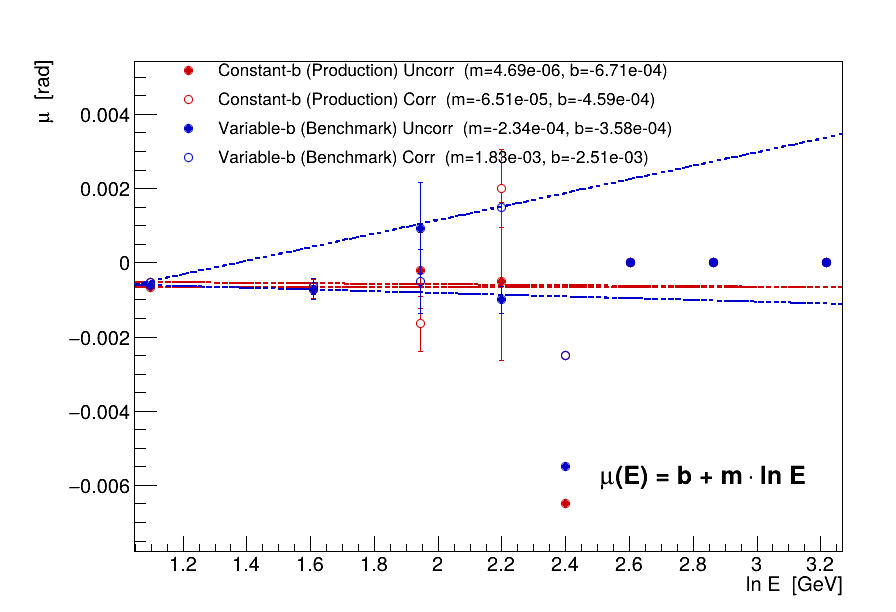 Constant-b (Production) Uncorr (m=4.69e-06, b=-6.71e-04)
Constant-b (Production) Corr (m=-6.51e-05, b=-4.59e-04)
Variable-b (Benchmark) Uncorr (m=-2.34e-04, b=-3.58e-04)
Variable-b (Benchmark) Corr (m=1.83e-03, b=-2.51e-03)
μ [rad]
0.004
0.002
0
−0.002
−0.004
−0.006
μ(E) = b + m · ln E
1.2 1.4 1.6 1.8 2 2.2 2.4 2.6 2.8 3 3.2
ln E [GeV]